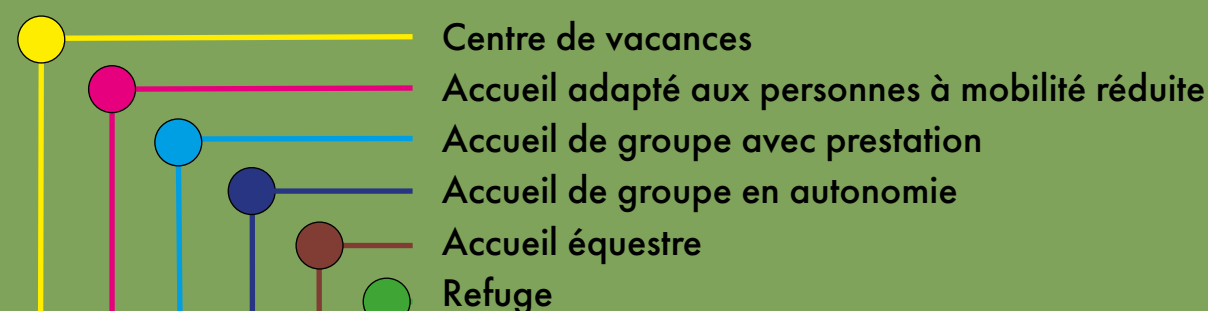 Centre de vacances
Accueil adapté aux personnes à mobilité réduite
Accueil de groupe avec prestation
Accueil de groupe en autonomie
Accueil équestre
Refuge